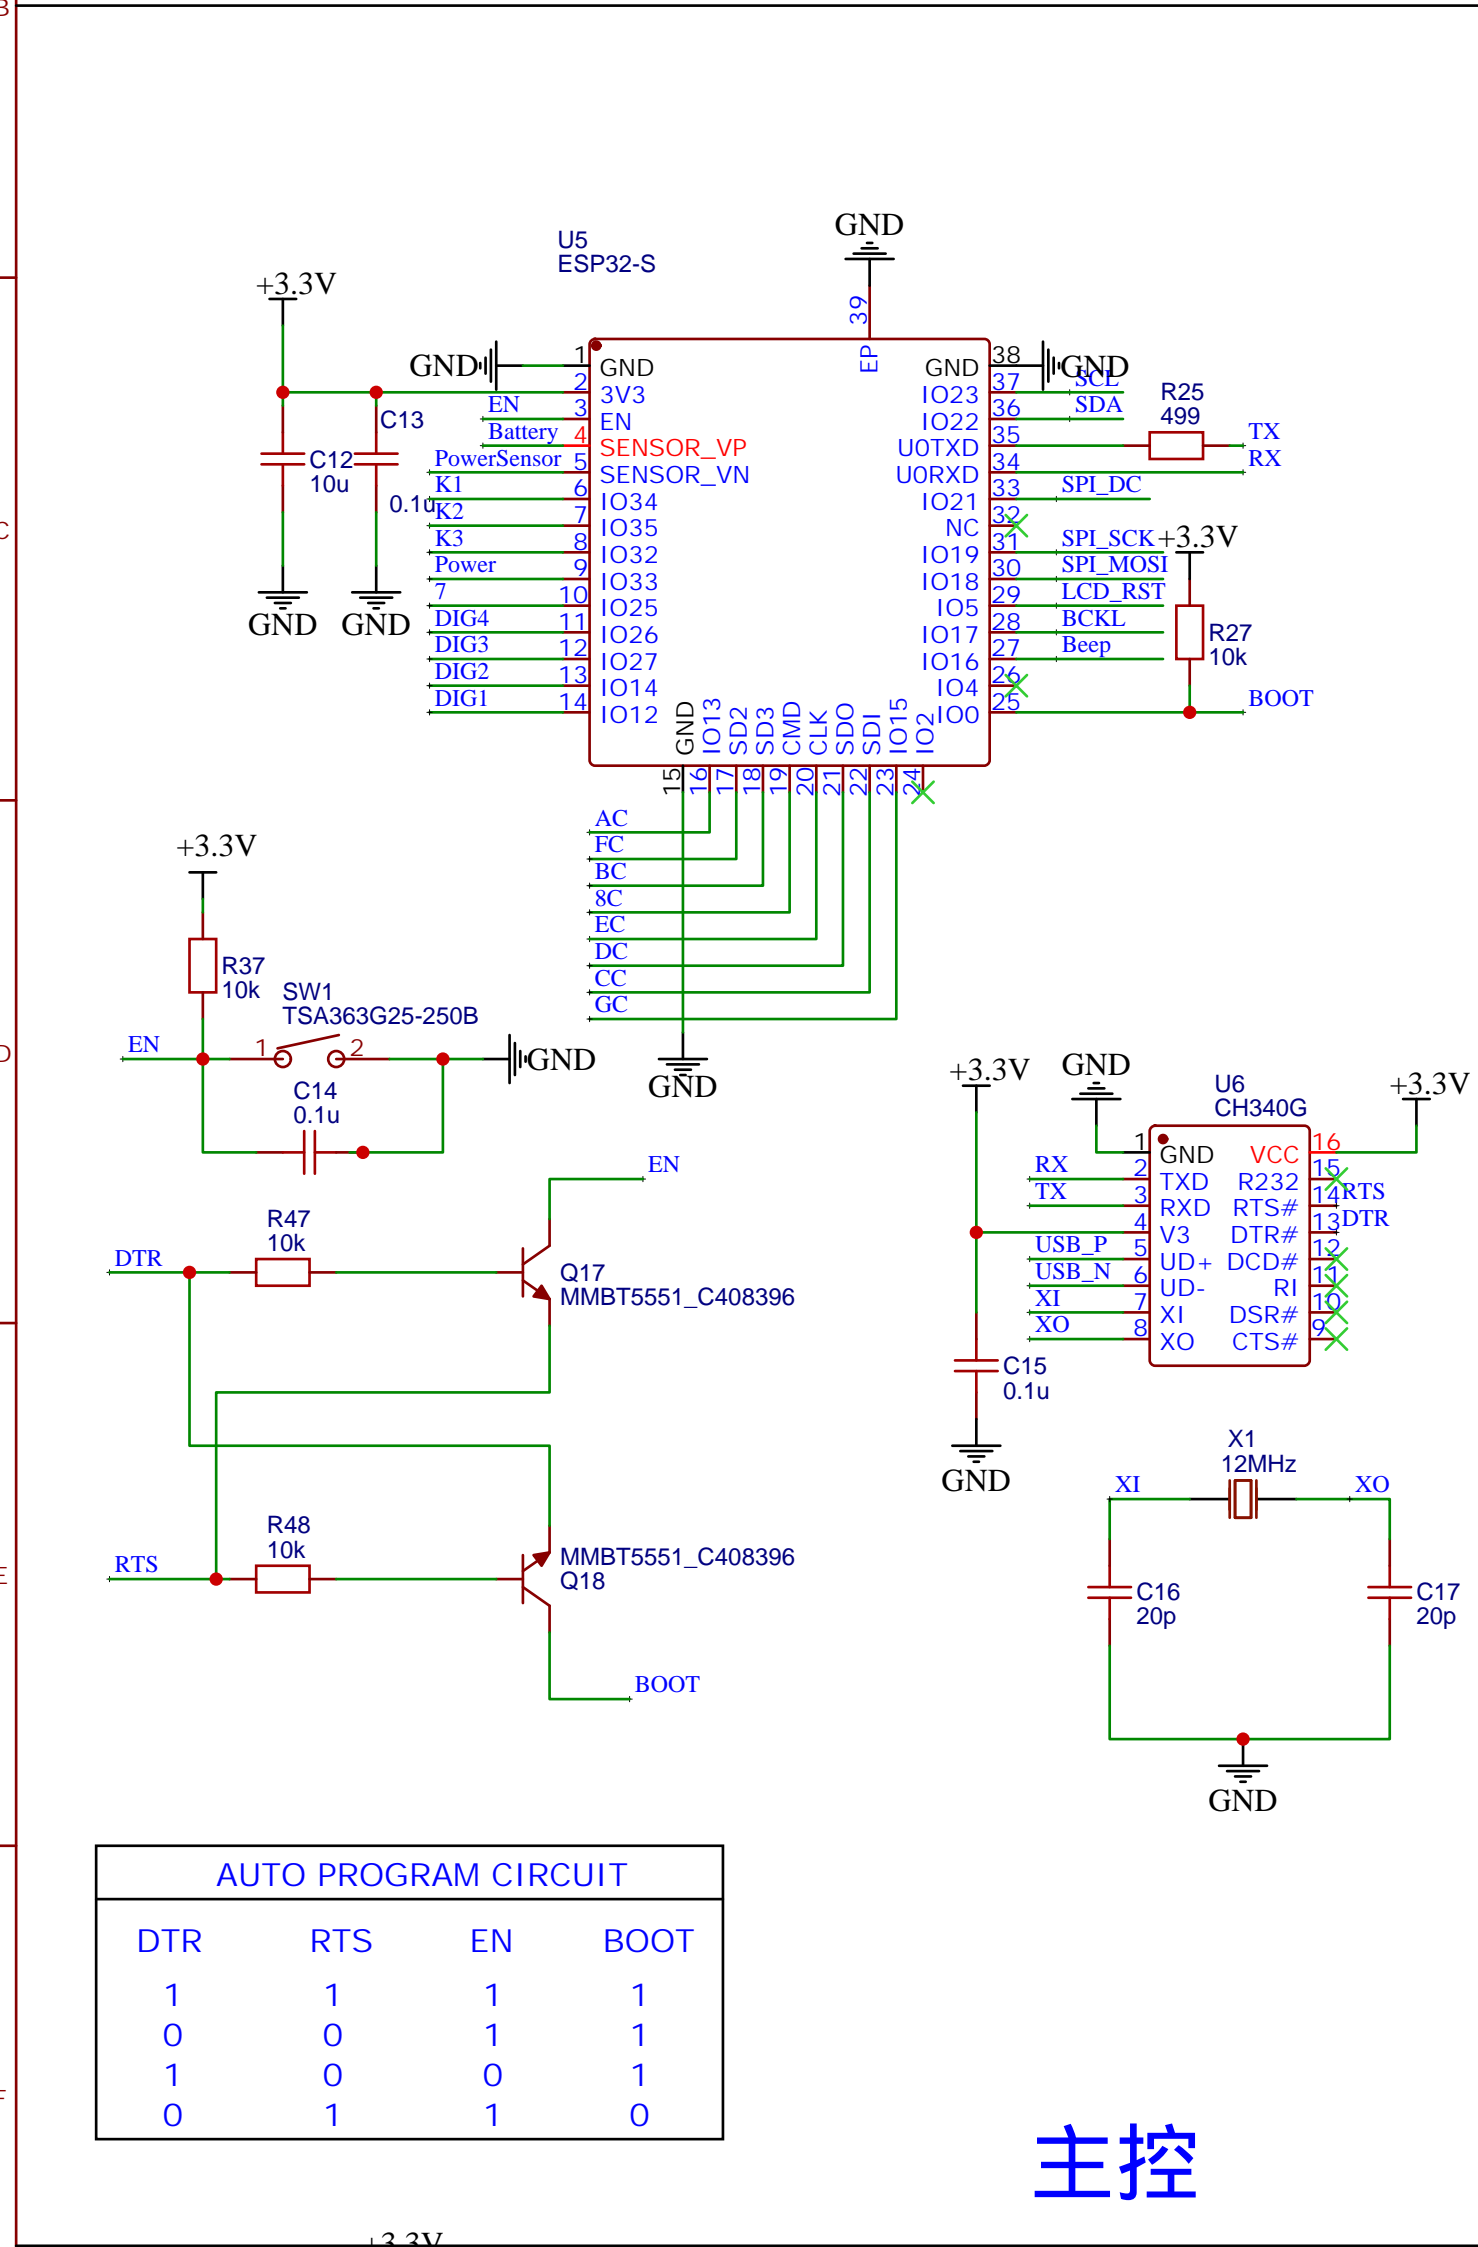 B
C
D
E
F
GND
U5
ESP32-S
+3.3V
39
EP
GND
1
GND
GND
38
GND
2
3V3
IO23
37
SCL
EN
3
EN
IO22
36
SDA
Battery
4
SENSOR_VP
U0TXD
35
R25
499
TX
PowerSensor
5
SENSOR_VN
U0RXD
34
RX
K1
6
IO34
IO21
33
SPI_DC
K2
7
IO35
NC
32
K3
8
IO32
IO19
31
SPI_SCK
+3.3V
Power
9
IO33
IO18
30
SPI_MOSI
7
10
IO25
IO5
29
LCD_RST
DIG4
11
IO26
IO17
28
BCKL
DIG3
12
IO27
IO16
27
Beep
DIG2
13
IO14
IO4
26
DIG1
14
IO12
IO0
25
BOOT
R27
10k
C13
0.1u
C12
10u
GND
GND
GND
IO13
SD2
SD3
CMD
CLK
SDO
SDI
IO15
IO2
15
16
17
18
19
20
21
22
23
24
AC
FC
BC
8C
EC
DC
CC
GC
GND
+3.3V
R37
10k
SW1
TSA363G25-250B
EN
1
2
GND
C14
0.1u
EN
R47
10k
DTR
Q17
MMBT5551_C408396
R48
10k
RTS
MMBT5551_C408396
Q18
BOOT
+3.3V
GND
U6
CH340G
+3.3V
1
GND
VCC
16
RX
2
TXD
R232
15
TX
3
RXD
RTS#
14
RTS
4
V3
DTR#
13
DTR
USB_P
5
UD+
DCD#
12
USB_N
6
UD-
RI
11
XI
7
XI
DSR#
10
XO
8
XO
CTS#
9
C15
0.1u
GND
X1
12MHz
XI
XO
C16
20p
C17
20p
GND
AUTO PROGRAM CIRCUIT
DTR RTS EN BOOT
1 1 1 1
0 0 1 1
1 0 0 1
0 1 1 0
主控
+3.3V